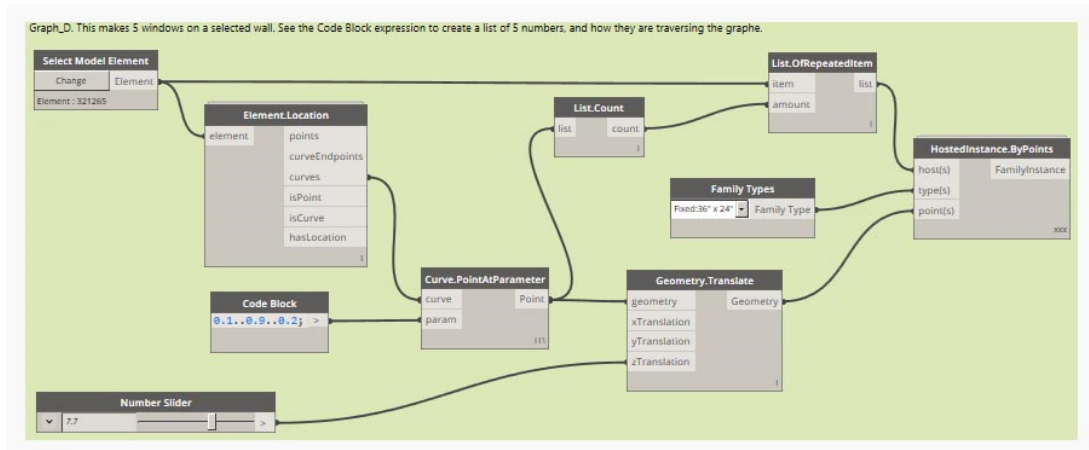 Graph_D. This makes 5 windows on a selected wall. See the Code Block expression to create a list of 5 numbers, and how they are traversing the graphe.
Select Model Element
Change Element
Element : 321265
Element.Location
element points
curveEndpoints
curves
isPoint
isCurve
hasLocation
Code Block
0.1..0.9..0.2; >
Number Slider
7.7 >
Curve.PointAtParameter
curve Point
param
List.Count
list count
List.OfRepeatedItem
item list
amount
Family Types
Fixed:36" x 24" Family Type
Geometry.Translate
geometry Geometry
xTranslation
yTranslation
zTranslation
HostedInstance.ByPoints
host(s) FamilyInstance
type(s)
point(s)
xxx